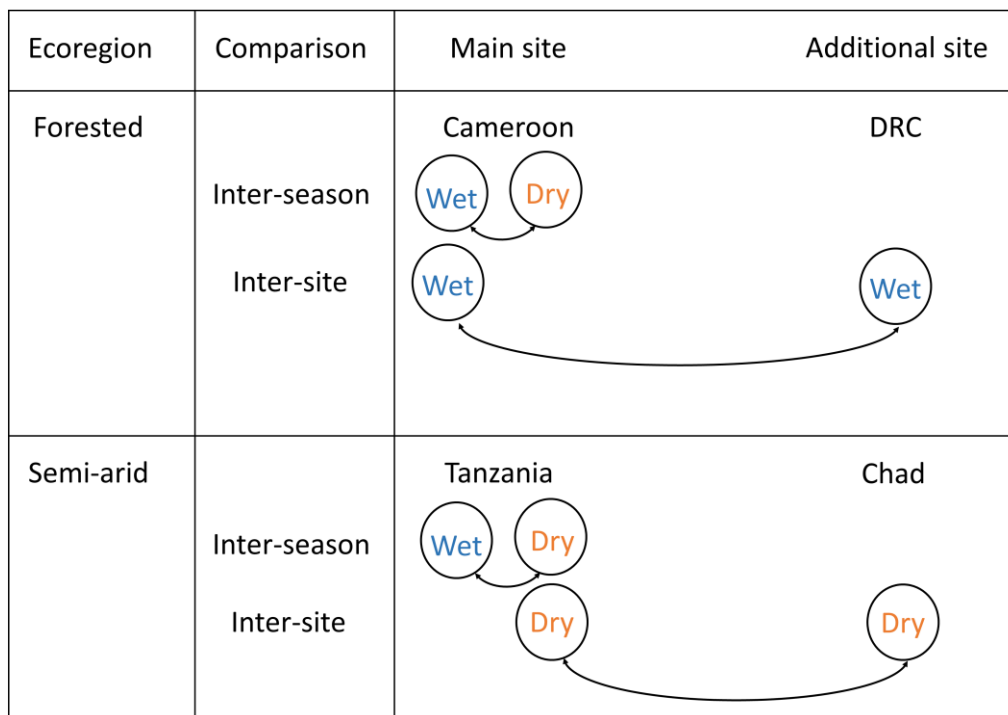 Ecoregion Comparison Main site Additional site
Forested Cameroon DRC
Inter-season Wet Dry
Inter-site Wet Wet
Semi-arid Tanzania Chad
Inter-season Wet Dry
Inter-site Dry Dry